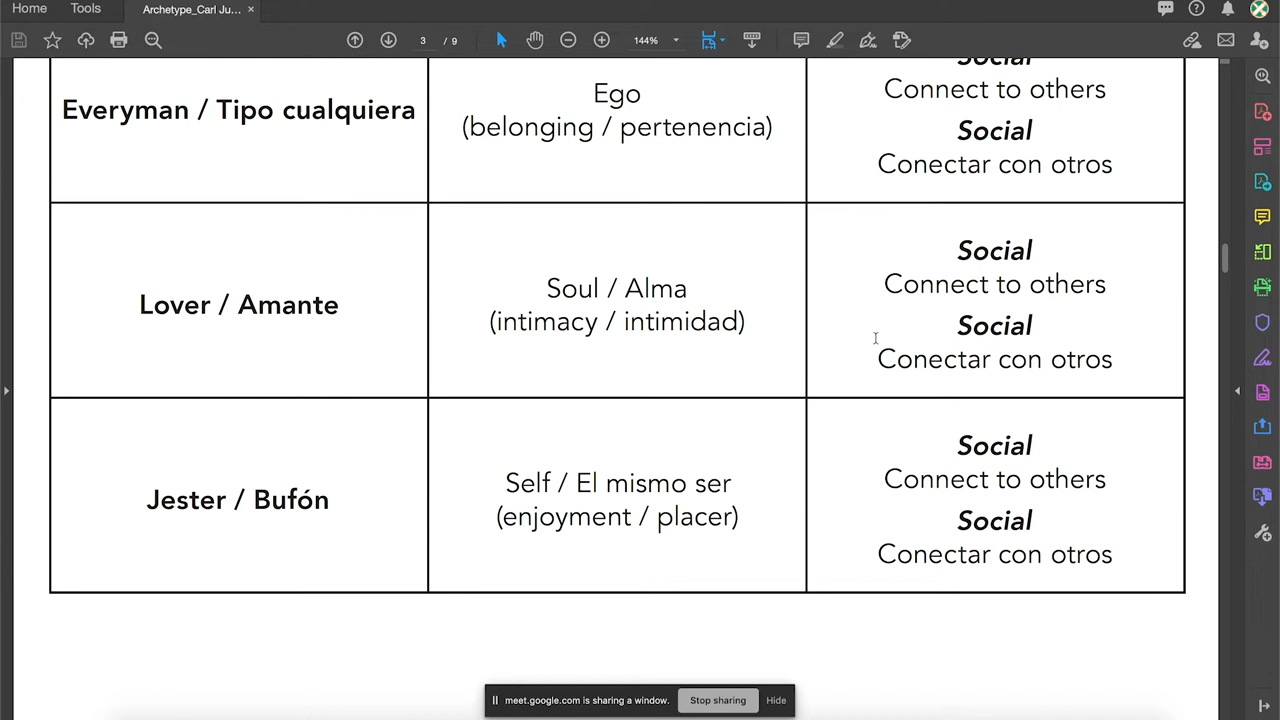 Home
Tools
Archetype_Carl Ju... ×
3 / 9
144%
Everyman / Tipo cualquiera
Ego
(belonging / pertenencia)
Social
Connect to others
Social
Conectar con otros
Lover / Amante
Soul / Alma
(intimacy / intimidad)
Social
Connect to others
Social
Conectar con otros
Jester / Bufón
Self / El mismo ser
(enjoyment / placer)
Social
Connect to others
Social
Conectar con otros
meet.google.com is sharing a window.
Stop sharing
Hide